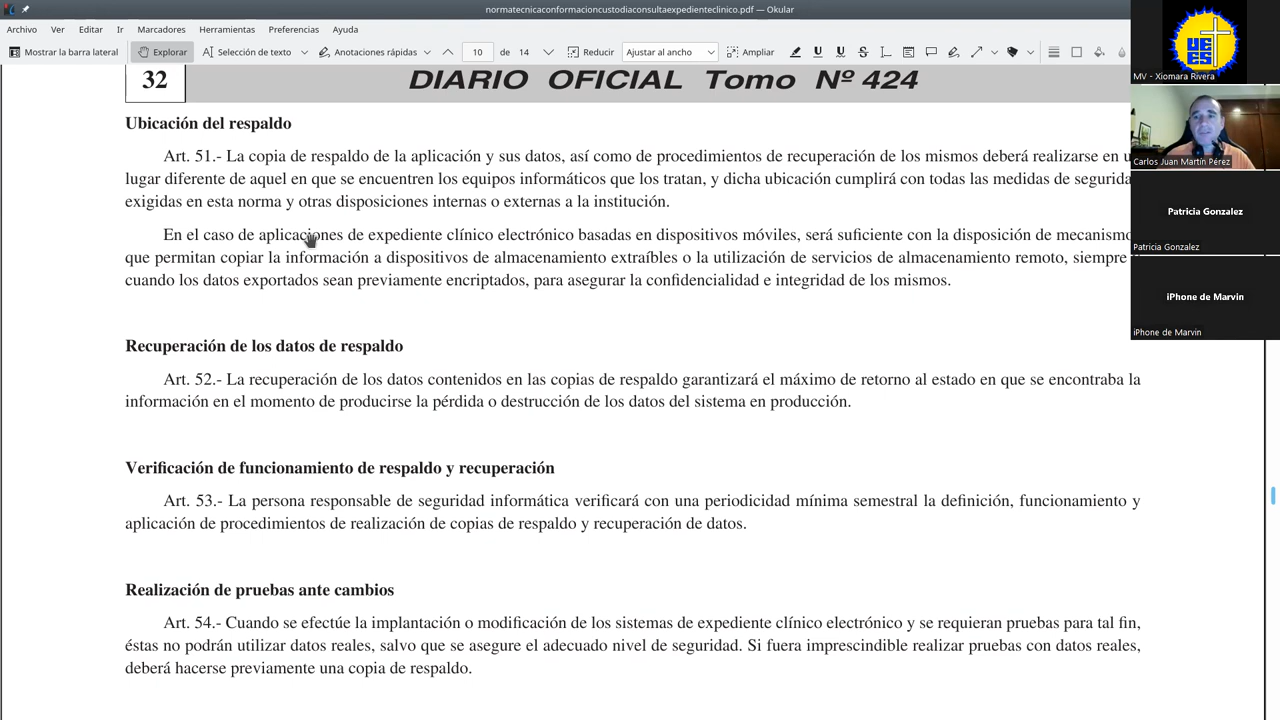 normatecnicaconformacioncustodiaconsultaexpedienteclinico.pdf — Okular
Archivo Ver Editar Ir Marcadores Herramientas Preferencias Ayuda
Mostrar la barra lateral Explorar Selección de texto Anotaciones rápidas 10 de 14 Reducir Ajustar al ancho Ampliar
32 DIARIO OFICIAL Tomo Nº 424
Ubicación del respaldo
Art. 51.- La copia de respaldo de la aplicación y sus datos, así como de procedimientos de recuperación de los mismos deberá realizarse en
lugar diferente de aquel en que se encuentren los equipos informáticos que los tratan, y dicha ubicación cumplirá con todas las medidas de segurida
exigidas en esta norma y otras disposiciones internas o externas a la institución.
En el caso de aplicaciones de expediente clínico electrónico basadas en dispositivos móviles, será suficiente con la disposición de mecanismo
que permitan copiar la información a dispositivos de almacenamiento extraíbles o la utilización de servicios de almacenamiento remoto, siempre
cuando los datos exportados sean previamente encriptados, para asegurar la confidencialidad e integridad de los mismos.
Recuperación de los datos de respaldo
Art. 52.- La recuperación de los datos contenidos en las copias de respaldo garantizará el máximo de retorno al estado en que se encontraba la
información en el momento de producirse la pérdida o destrucción de los datos del sistema en producción.
Verificación de funcionamiento de respaldo y recuperación
Art. 53.- La persona responsable de seguridad informática verificará con una periodicidad mínima semestral la definición, funcionamiento y
aplicación de procedimientos de realización de copias de respaldo y recuperación de datos.
Realización de pruebas ante cambios
Art. 54.- Cuando se efectúe la implantación o modificación de los sistemas de expediente clínico electrónico y se requieran pruebas para tal fin,
éstas no podrán utilizar datos reales, salvo que se asegure el adecuado nivel de seguridad. Si fuera imprescindible realizar pruebas con datos reales,
deberá hacerse previamente una copia de respaldo.
UEES
MV - Xiomara Rivera
Carlos Juan Martín Pérez
Patricia Gonzalez
Patricia Gonzalez
iPhone de Marvin
iPhone de Marvin